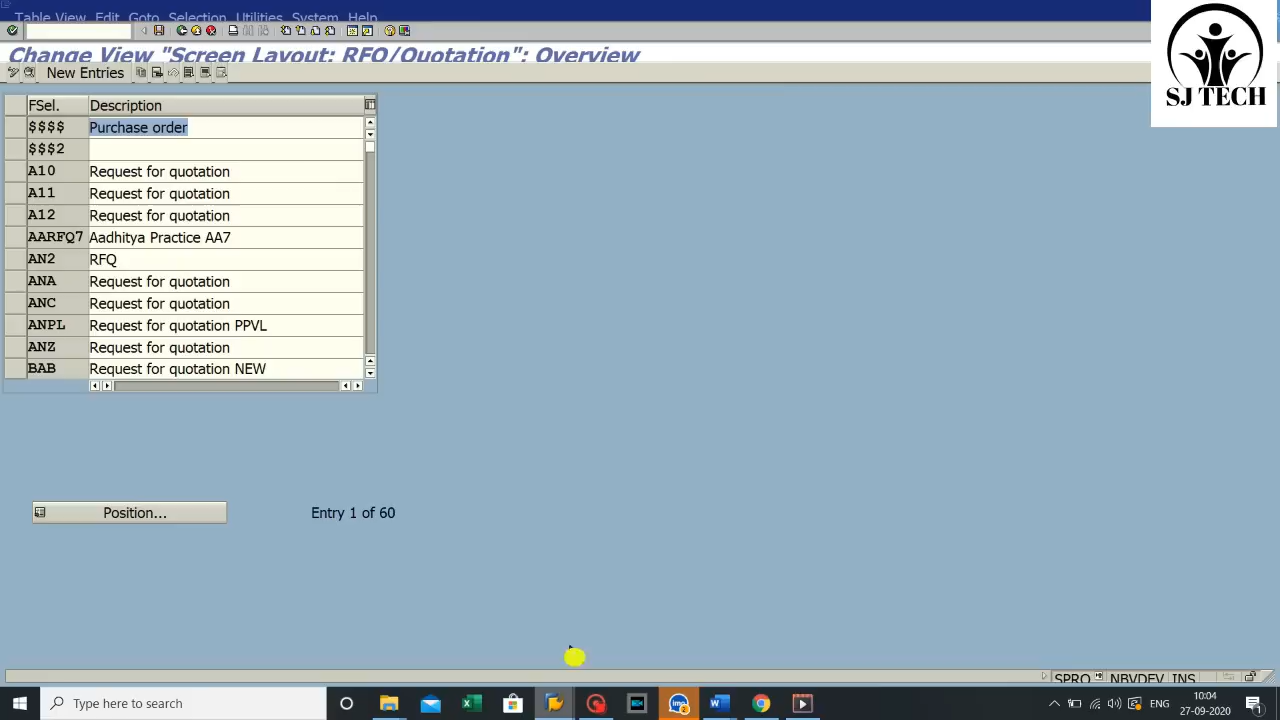 Table View Edit Goto Selection Utilities System Help
Change View "Screen Layout: RFQ/Quotation": Overview
New Entries
SJ TECH
FSel. Description
$$$$ Purchase order
$$$2
A10 Request for quotation
A11 Request for quotation
A12 Request for quotation
AARFQ7 Aadhitya Practice AA7
AN2 RFQ
ANA Request for quotation
ANC Request for quotation
ANPL Request for quotation PPVL
ANZ Request for quotation
BAB Request for quotation NEW
Position... Entry 1 of 60
SPRO NBVDEV INS
Type here to search
ENG
10:04
27-09-2020